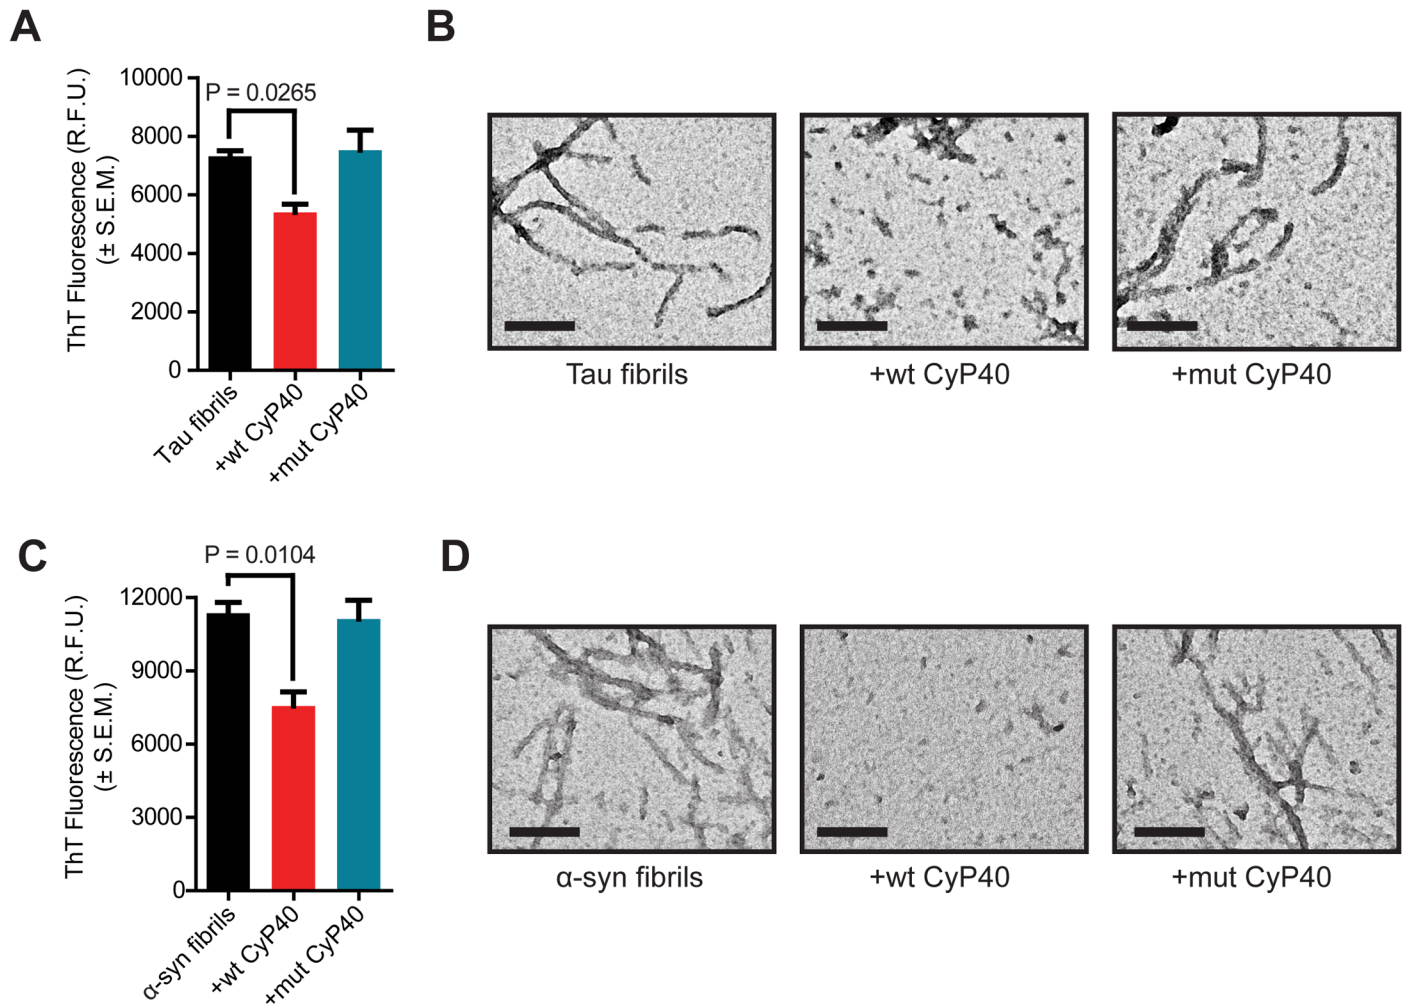 A
B
P = 0.0265
ThT Fluorescence (R.F.U.)
(± S.E.M.)
10000
8000
6000
4000
2000
0
Tau fibrils
+wt CyP40
+mut CyP40
Tau fibrils
+wt CyP40
+mut CyP40
C
D
P = 0.0104
ThT Fluorescence (R.F.U.)
(± S.E.M.)
12000
9000
6000
3000
0
α-syn fibrils
+wt CyP40
+mut CyP40
α-syn fibrils
+wt CyP40
+mut CyP40